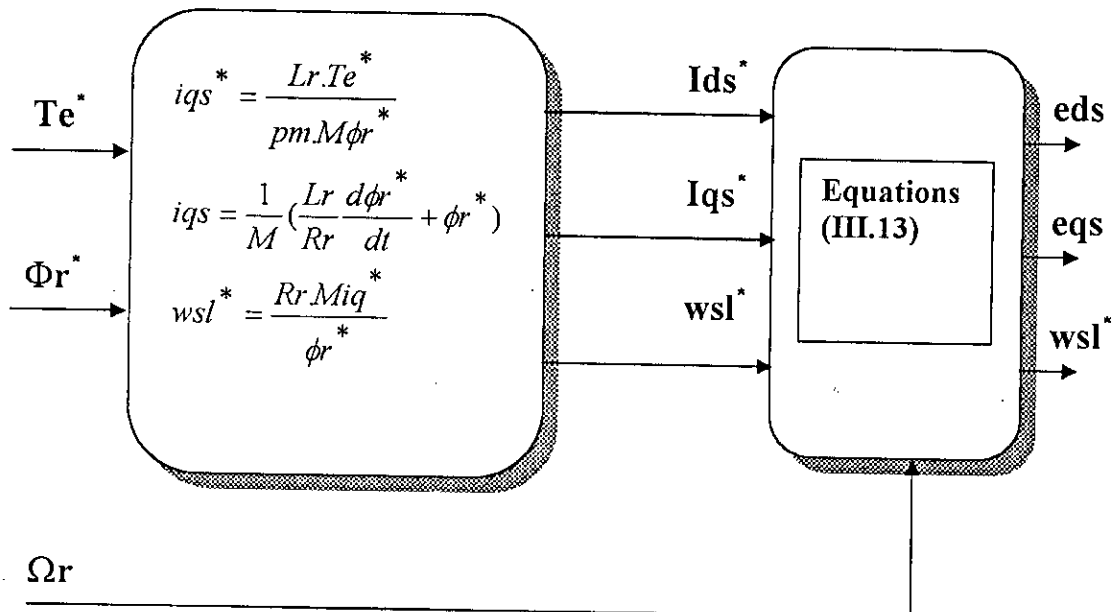 Te*
Φr*
iqs* = Lr.Te* / pm.Mϕr*
iqs = 1/M (Lr/Rr dϕr*/dt + ϕr*)
wsl* = Rr.Miq* / ϕr*
Ids*
Iqs*
wsl*
Equations
(III.13)
eds
eqs
wsl*
Ωr